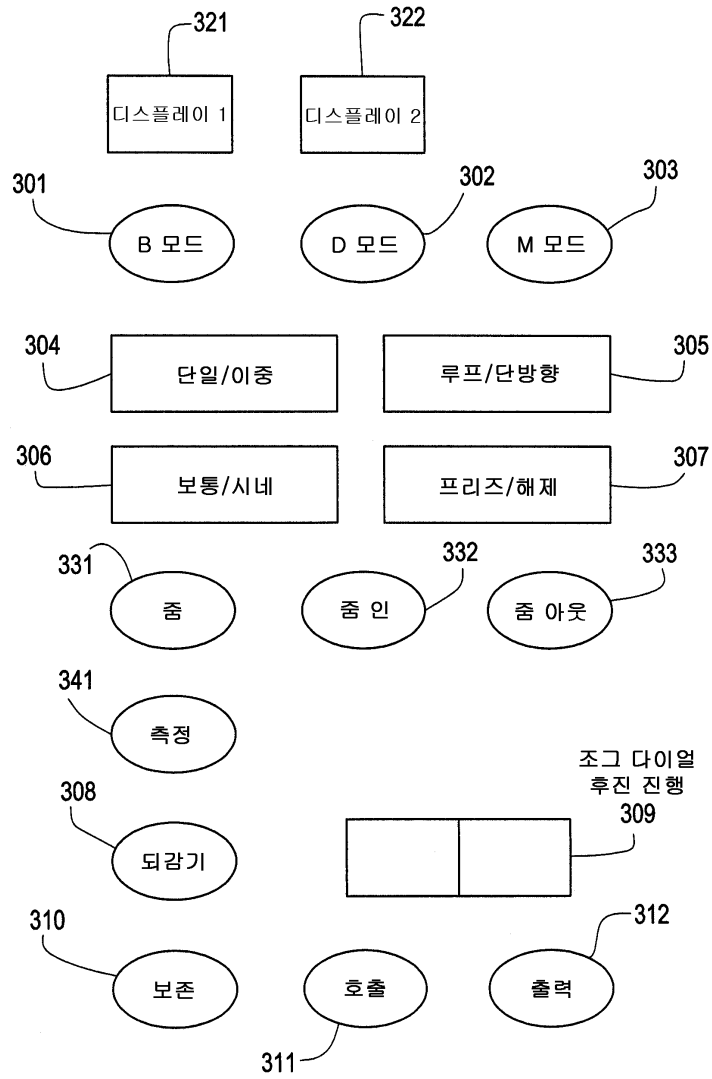 321
322
디스플레이 1
디스플레이 2
301
302
303
B 모드
D 모드
M 모드
304
305
단일/이중
루프/단방향
306
307
보통/시네
프리즈/해제
331
332
333
줌
줌 인
줌 아웃
341
측정
조그 다이얼
후진 진행
308
309
되감기
310
312
보존
호출
출력
311